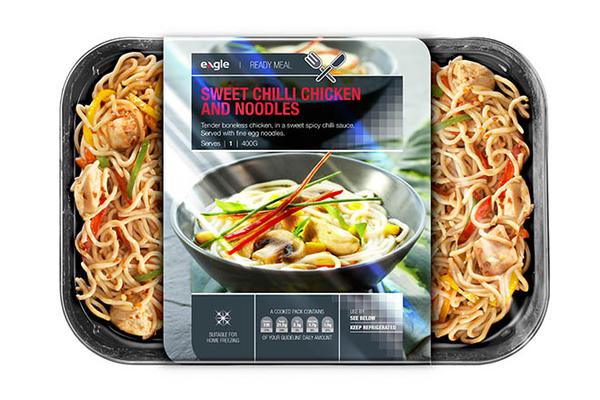 eagle | READY MEAL
SWEET CHILLI CHICKEN
AND NOODLES
Tender boneless chicken, in a sweet spicy chilli sauce.
Served with fine egg noodles.
Serves | 1 | 400G
SUITABLE FOR
HOME FREEZING
A COOKED PACK CONTAINS
OF YOUR GUIDELINE DAILY AMOUNT
USE BY
SEE BELOW
KEEP REFRIGERATED